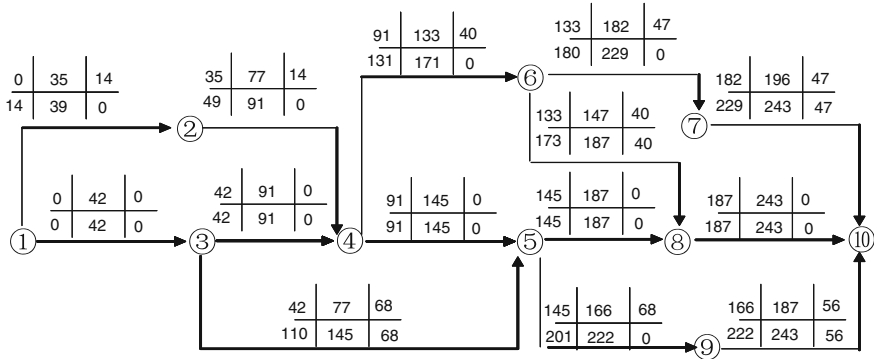 91 133 40
131 171 0
133 182 47
180 229 0
0 35 14
14 39 0
35 77 14
49 91 0
⑥
182 196 47
229 243 47
②
⑦
133 147 40
173 187 40
0 42 0
0 42 0
42 91 0
42 91 0
91 145 0
91 145 0
145 187 0
145 187 0
187 243 0
187 243 0
① ③ ④ ⑤ ⑧ ⑩
42 77 68
110 145 68
145 166 68
201 222 0
166 187 56
222 243 56
⑨